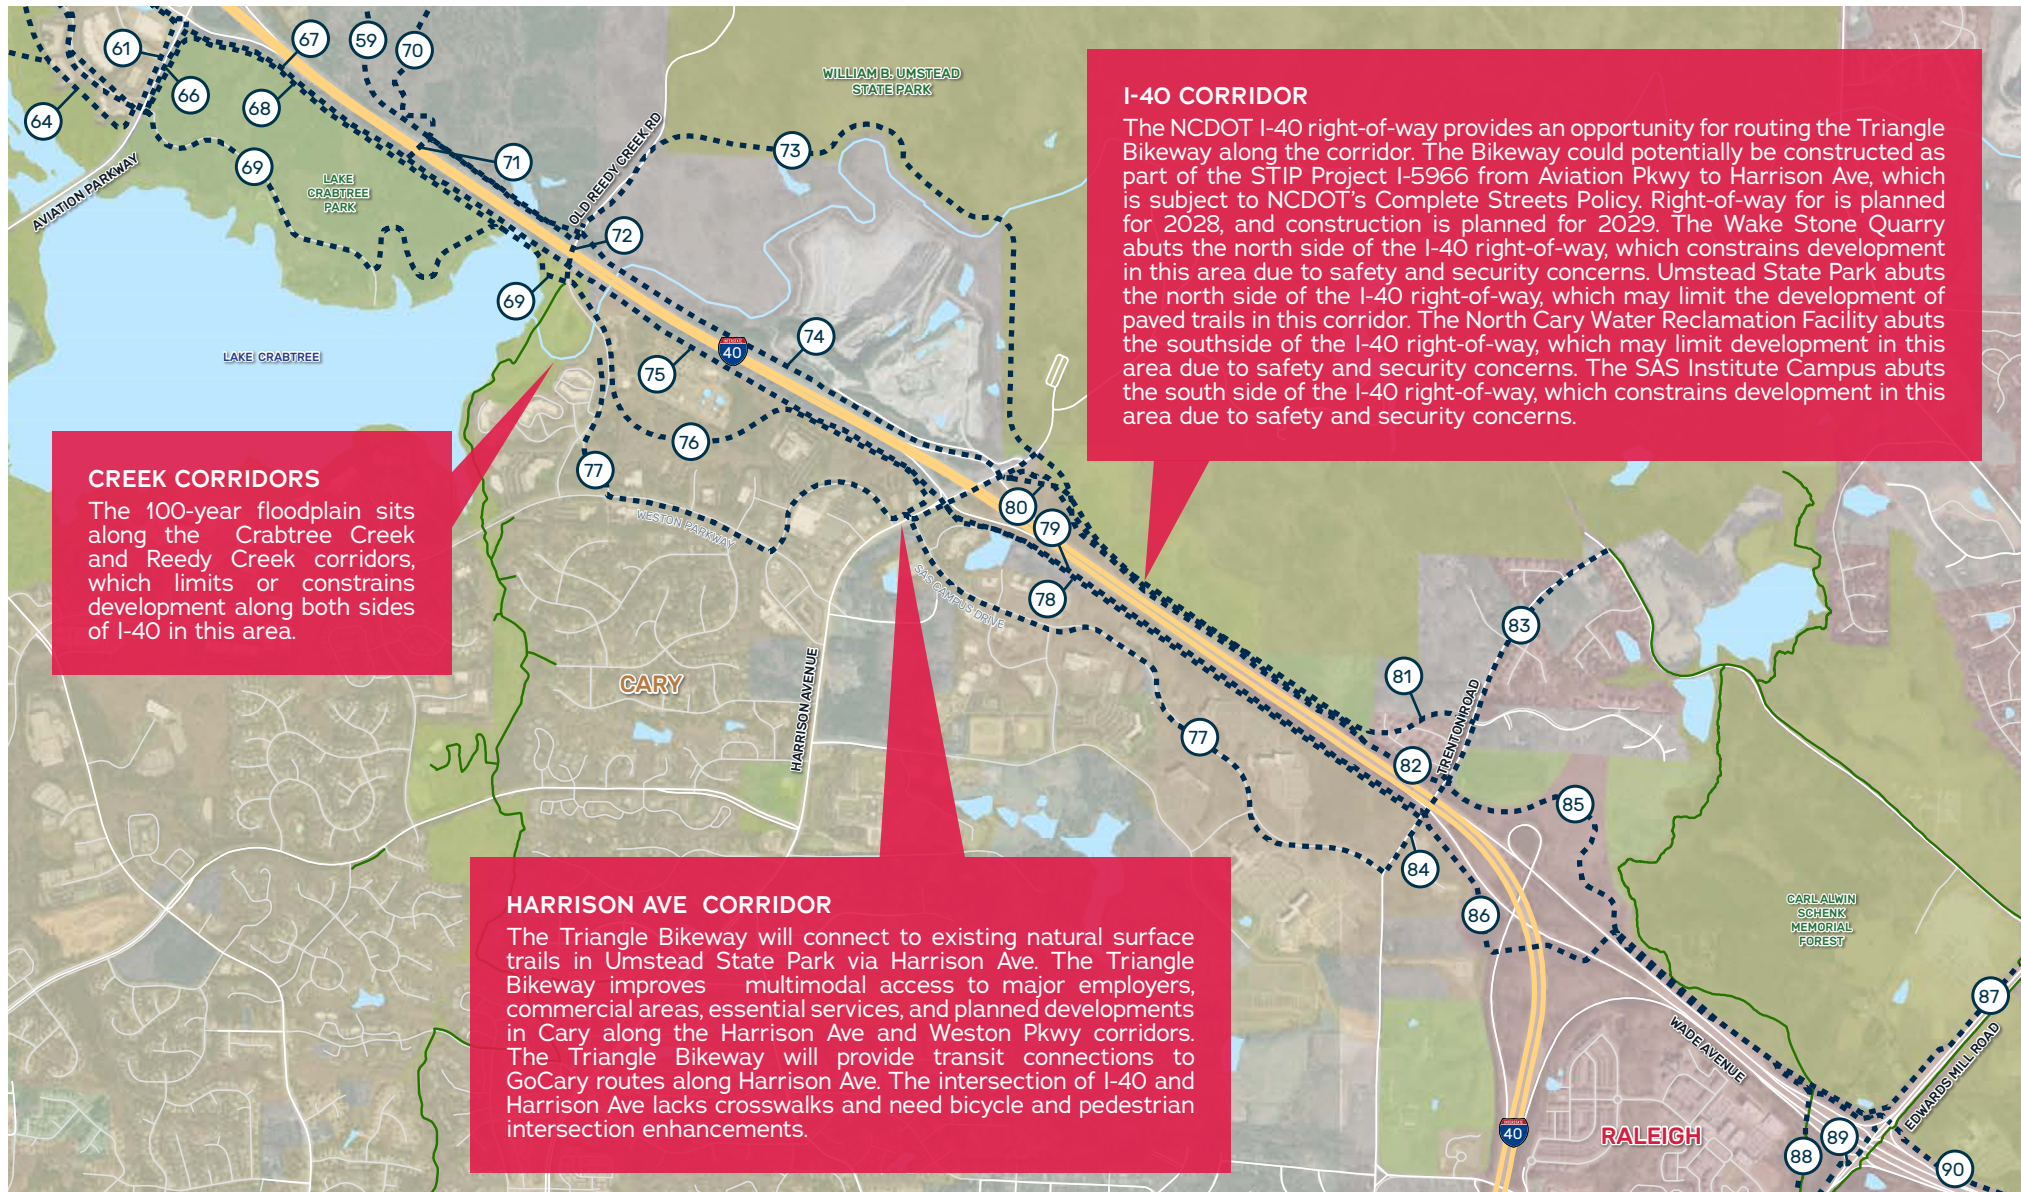 61
67
59
70
66
68
64
WILLIAM B. UMSTEAD
STATE PARK
71
73
69
LAKE
CRABTREE
PARK
AVIATION PARKWAY
OLD REEDY CREEK RD
72
69
LAKE CRABTREE
40
74
75
76
77
WESTON PARKWAY
80
79
78
SAS CAMPUS DRIVE
I-40 CORRIDOR
The NCDOT I-40 right-of-way provides an opportunity for routing the Triangle
Bikeway along the corridor. The Bikeway could potentially be constructed as
part of the STIP Project I-5966 from Aviation Pkwy to Harrison Ave, which
is subject to NCDOT's Complete Streets Policy. Right-of-way for is planned
for 2028, and construction is planned for 2029. The Wake Stone Quarry
abuts the north side of the I-40 right-of-way, which constrains development
in this area due to safety and security concerns. Umstead State Park abuts
the north side of the I-40 right-of-way, which may limit the development of
paved trails in this corridor. The North Cary Water Reclamation Facility abuts
the southside of the I-40 right-of-way, which may limit development in this
area due to safety and security concerns. The SAS Institute Campus abuts
the south side of the I-40 right-of-way, which constrains development in this
area due to safety and security concerns.
CREEK CORRIDORS
The 100-year floodplain sits
along the Crabtree Creek
and Reedy Creek corridors,
which limits or constrains
development along both sides
of I-40 in this area.
CARY
HARRISON AVENUE
83
81
TRENTON ROAD
77
82
85
84
86
HARRISON AVE CORRIDOR
The Triangle Bikeway will connect to existing natural surface
trails in Umstead State Park via Harrison Ave. The Triangle
Bikeway improves multimodal access to major employers,
commercial areas, essential services, and planned developments
in Cary along the Harrison Ave and Weston Pkwy corridors.
The Triangle Bikeway will provide transit connections to
GoCary routes along Harrison Ave. The intersection of I-40 and
Harrison Ave lacks crosswalks and need bicycle and pedestrian
intersection enhancements.
CARL ALWIN
SCHENK
MEMORIAL
FOREST
87
WADE AVENUE
EDWARDS MILL ROAD
INTERSTATE
40
RALEIGH
89
88
90